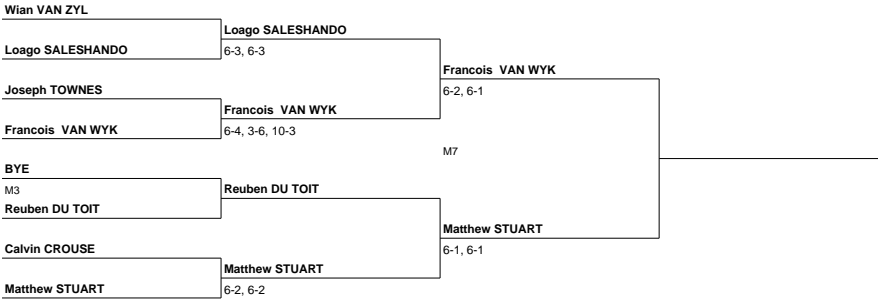 Wian VAN ZYL
Loago SALESHANDO
Loago SALESHANDO
6-3, 6-3
Francois  VAN WYK
Joseph TOWNES
6-2, 6-1
Francois  VAN WYK
Francois  VAN WYK
6-4, 3-6, 10-3
M7
BYE
M3
Reuben DU TOIT
Reuben DU TOIT
Matthew STUART
Calvin CROUSE
6-1, 6-1
Matthew STUART
Matthew STUART
6-2, 6-2